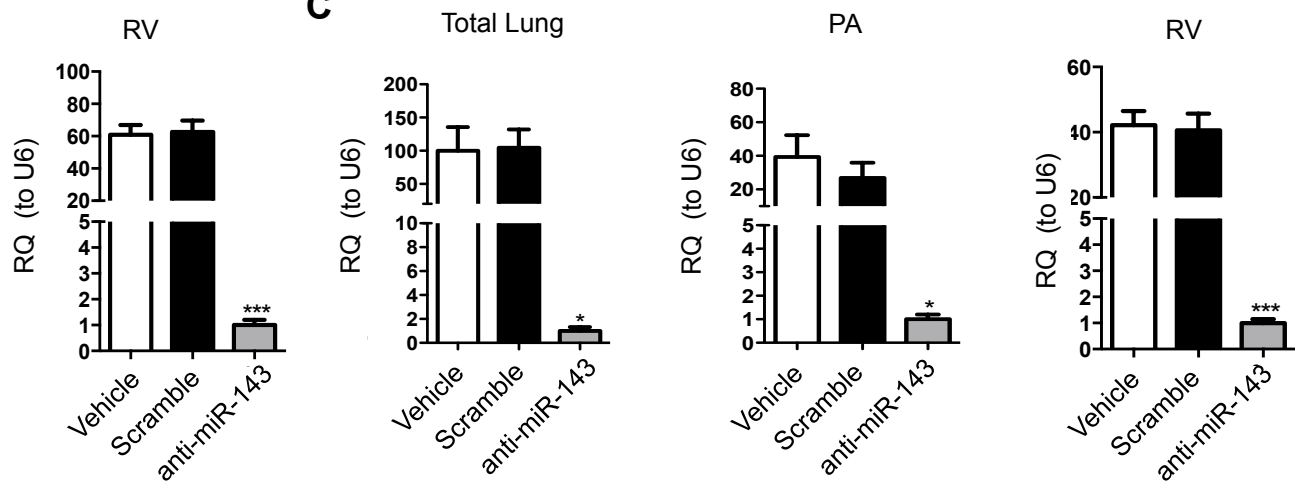 C
RV
RQ (to U6)
100
80
60
40
20
5
4
3
2
1
0
***
Vehicle
Scramble
anti-miR-143
Total Lung
RQ (to U6)
200
150
100
50
10
8
6
4
2
0
*
Vehicle
Scramble
anti-miR-143
PA
RQ (to U6)
80
60
40
20
5
4
3
2
1
0
*
Vehicle
Scramble
anti-miR-143
RV
RQ (to U6)
60
40
20
5
4
3
2
1
0
***
Vehicle
Scramble
anti-miR-143